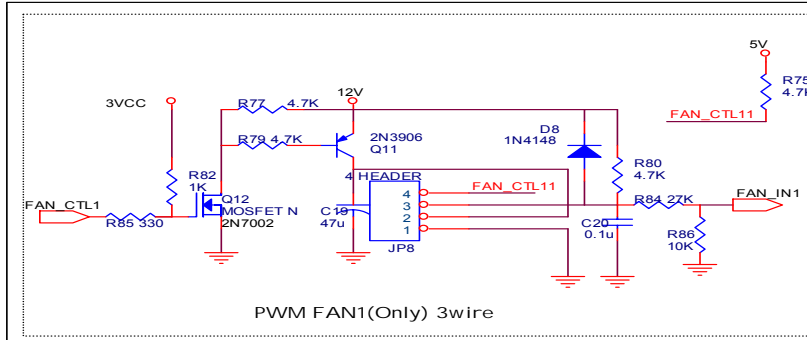 5V
R75
4.7K
FAN_CTL11
3VCC
R77 4.7K
12V
R79 4.7K
2N3906
Q11
D8
1N4148
R80
4.7K
R82
1K
Q12
MOSFET N
2N7002
4 HEADER
4
3
2
1
JP8
FAN_CTL11
C19
47u
FAN_CTL1
R85 330
R84 27K
FAN_IN1
C20
0.1u
R86
10K
PWM FAN1(Only) 3wire